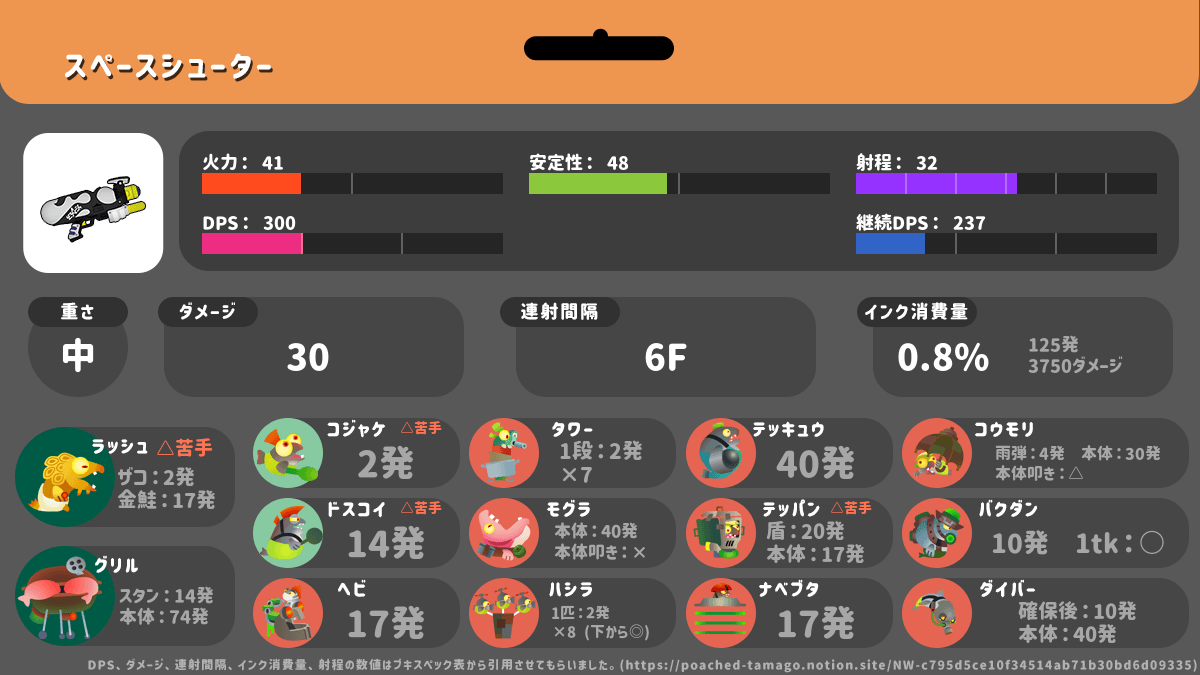 スペースシューター
火力： 41
安定性： 48
射程： 32
DPS： 300
継続DPS： 237
重さ
中
ダメージ
30
連射間隔
6F
インク消費量
0.8%
125発
3750ダメージ
ラッシュ △苦手
ザコ：2発
金鮭：17発
グリル
スタン：14発
本体：74発
コジャケ △苦手
2発
ドスコイ △苦手
14発
ヘビ
17発
タワー
1段：2発
×7
モグラ
本体：40発
本体叩き：×
ハシラ
1匹：2発
×8 (下から◎)
テッキュウ
40発
テッパン △苦手
盾：20発
本体：17発
ナベブタ
17発
コウモリ
雨弾：4発 本体：30発
本体叩き：△
バクダン
10発 1tk：○
ダイバー
確保後：10発
本体：40発
DPS、ダメージ、連射間隔、インク消費量、射程の数値はブキスペック表から引用させてもらいました。(https://poached-tamago.notion.site/NW-c795d5ce10f34514ab71b30bd6d09335)